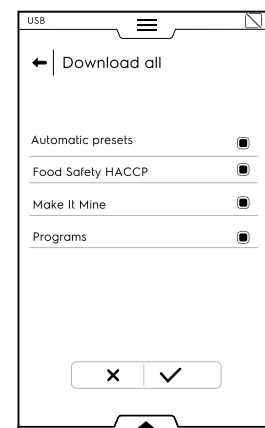 USB
Download all
Automatic presets
Food Safety HACCP
Make It Mine
Programs